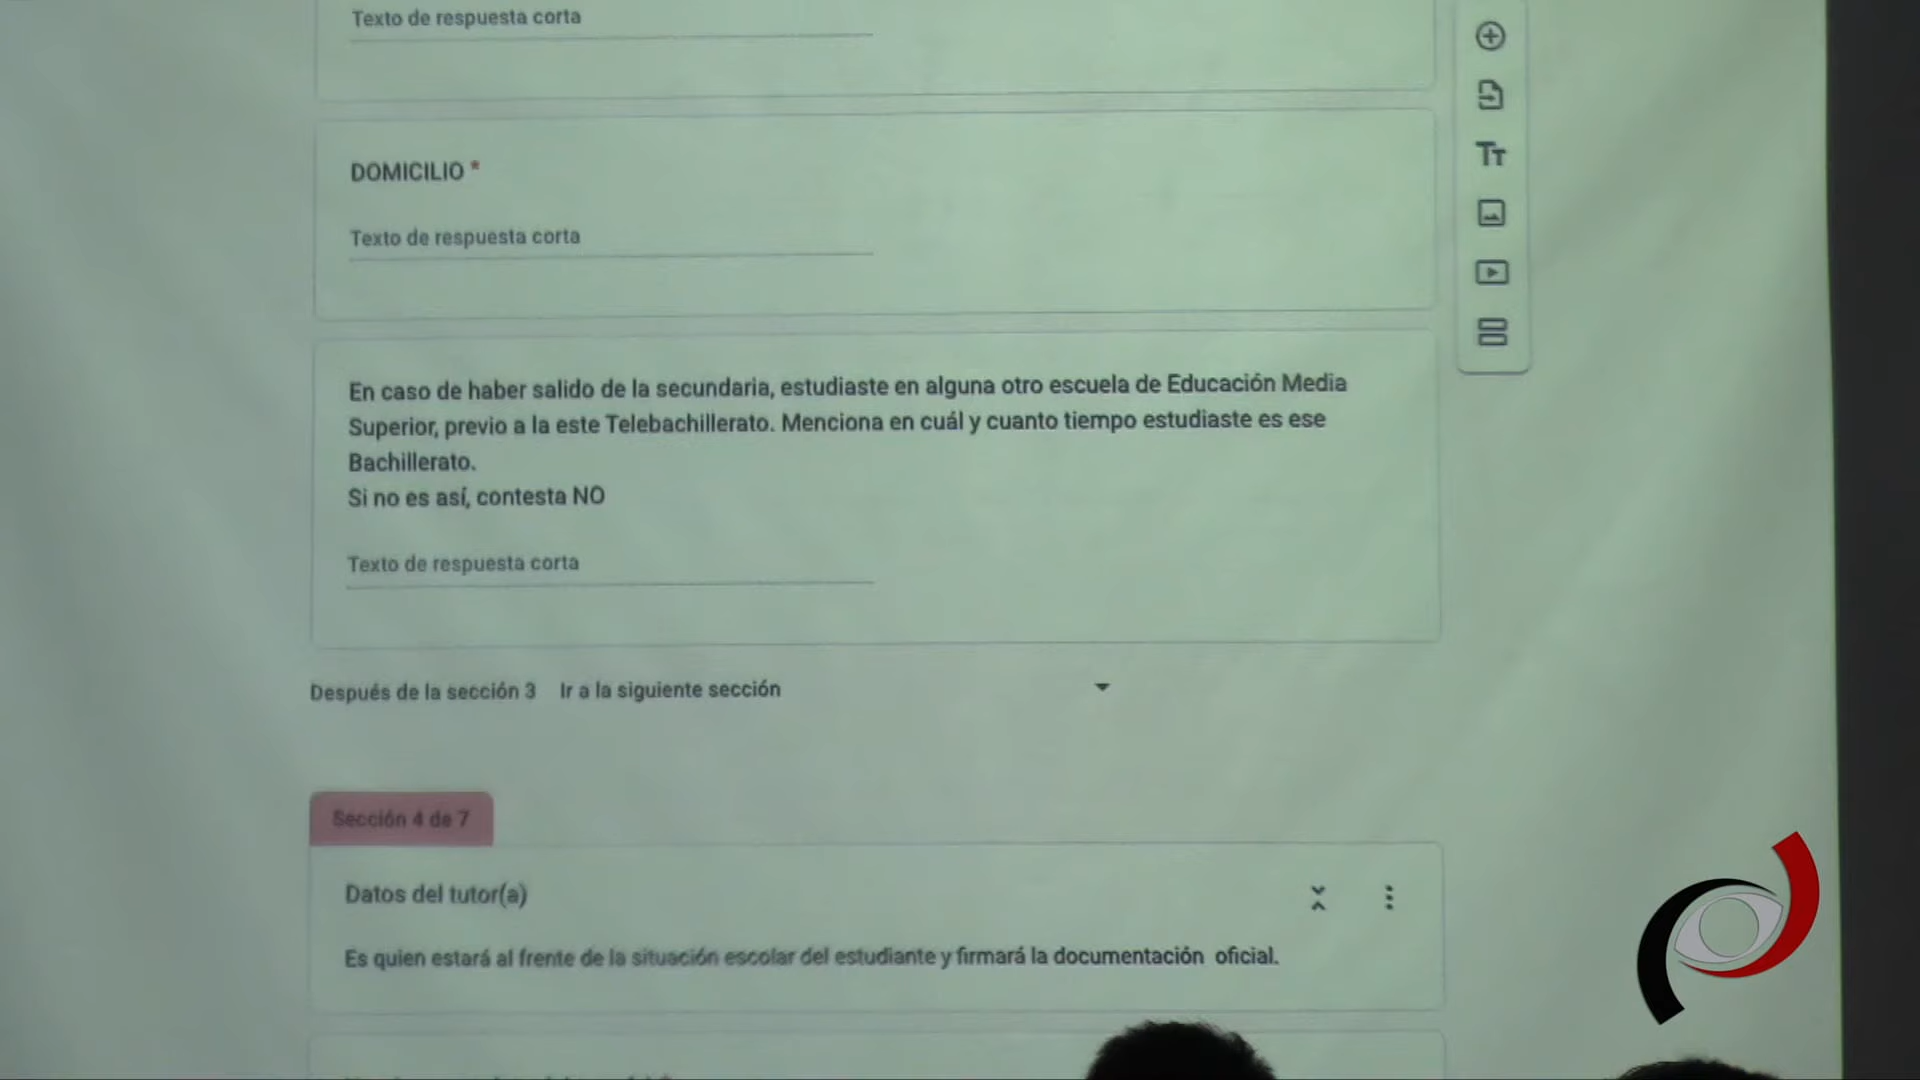 Texto de respuesta corta
DOMICILIO *
Texto de respuesta corta
En caso de haber salido de la secundaria, estudiaste en alguna otro escuela de Educación Media
Superior, previo a la este Telebachillerato. Menciona en cuál y cuanto tiempo estudiaste es ese
Bachillerato.
Si no es así, contesta NO
Texto de respuesta corta
Después de la sección 3 Ir a la siguiente sección
Sección 4 de 7
Datos del tutor(a)
Es quien estará al frente de la situación escolar del estudiante y firmará la documentación oficial.